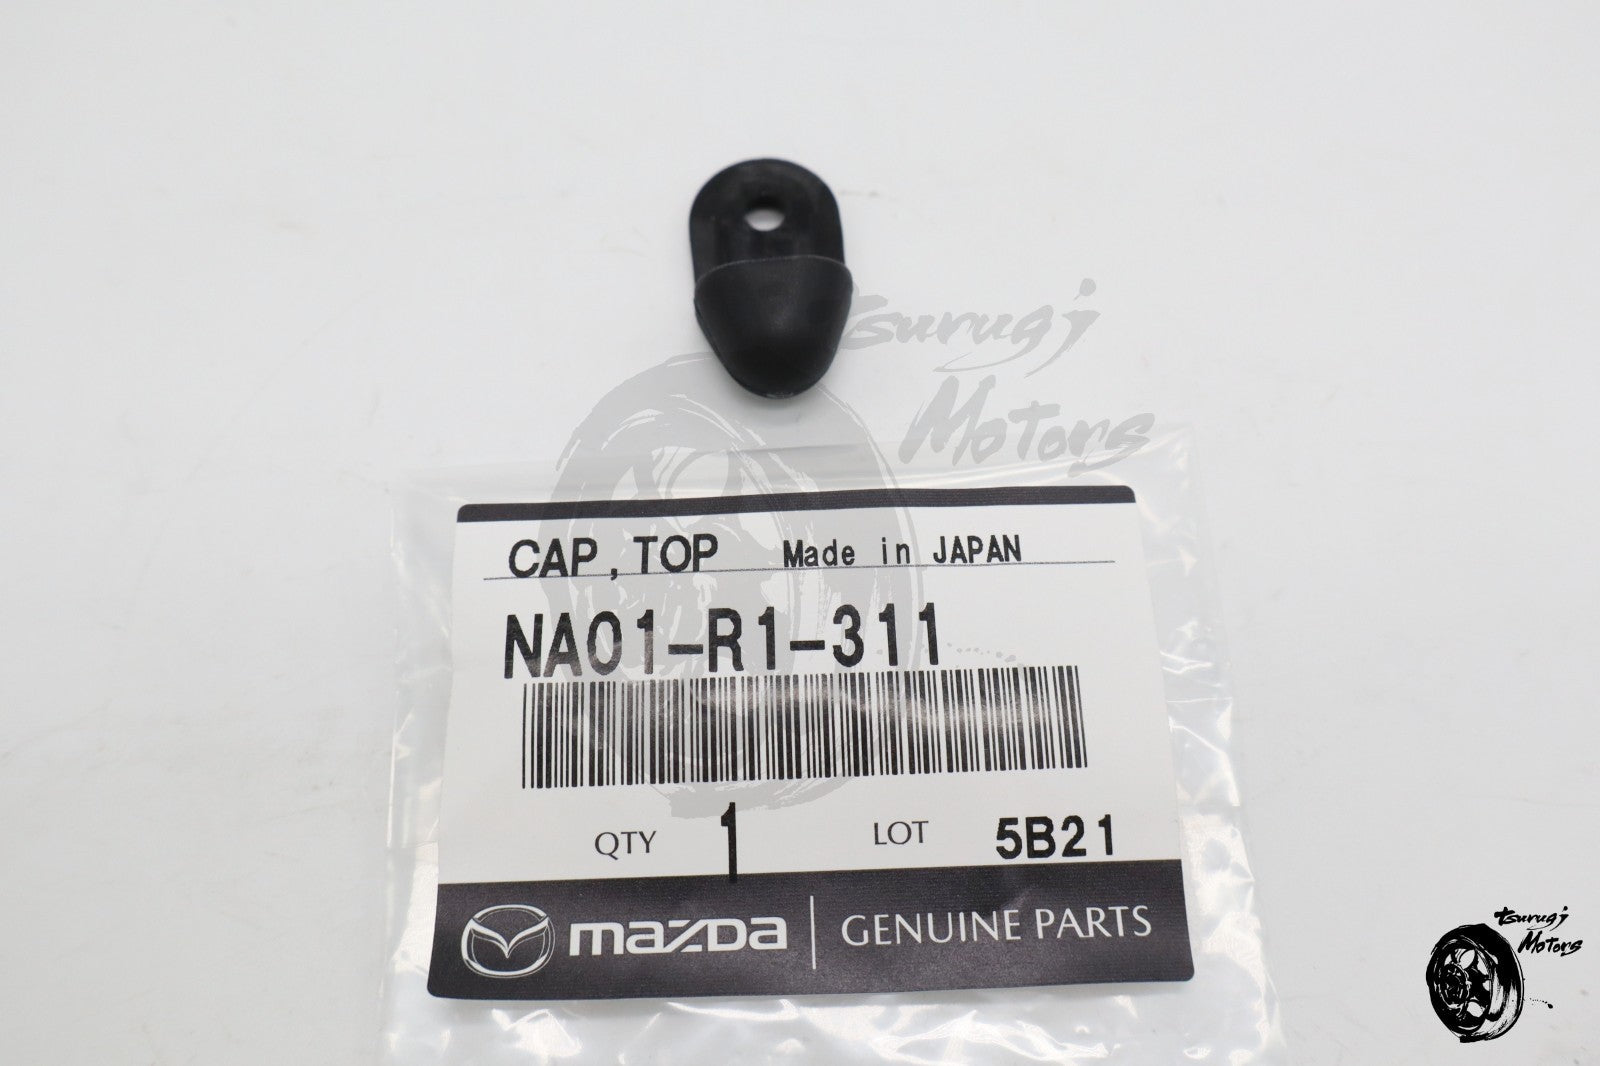 tsurugi
Motors
CAP,TOP Made in JAPAN
NA01-R1-311
QTY 1 LOT 5B21
mazda GENUINE PARTS
tsurugi
Motors